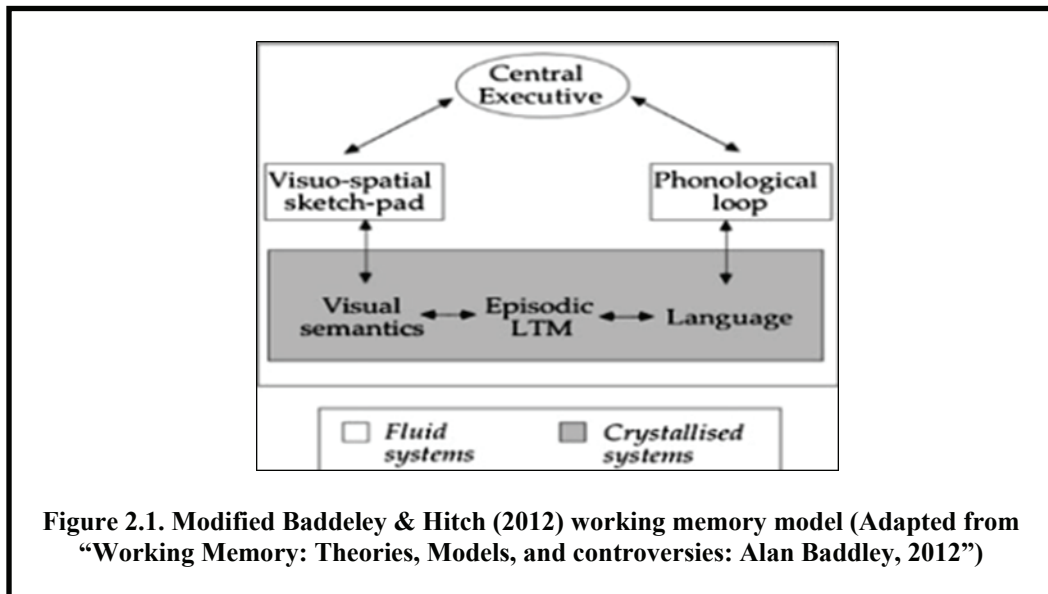 Central
Executive
Visuo-spatial
sketch-pad
Phonological
loop
Visual
semantics
Episodic
LTM
Language
Fluid
systems
Crystallised
systems
Figure 2.1. Modified Baddeley & Hitch (2012) working memory model (Adapted from
“Working Memory: Theories, Models, and controversies: Alan Baddley, 2012”)